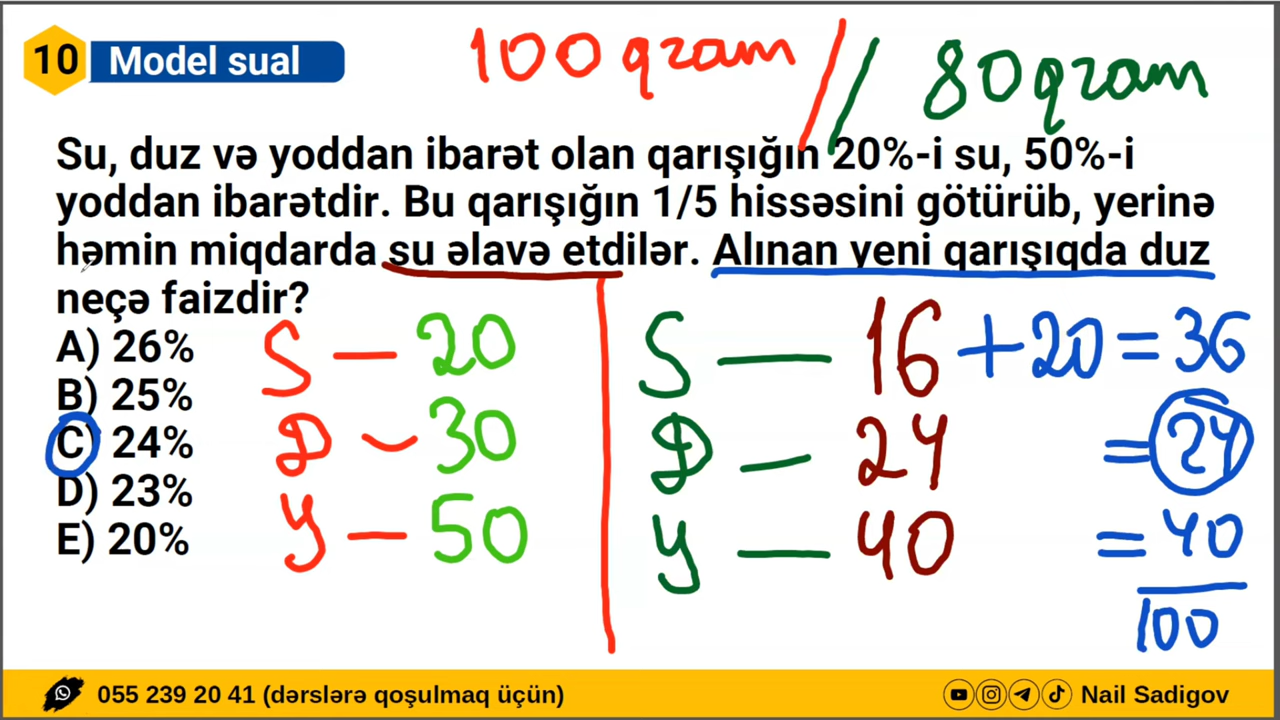 10 Model sual
100 qram // 80 qram
Su, duz və yoddan ibarət olan qarışığın 20%-i su, 50%-i
yoddan ibarətdir. Bu qarışığın 1/5 hissəsini götürüb, yerinə
həmin miqdarda su əlavə etdilər. Alınan yeni qarışıqda duz
neçə faizdir?
A) 26%
B) 25%
C) 24%
D) 23%
E) 20%
S — 20
D — 30
Y — 50
S — 16 + 20 = 36
D — 24 = 24
Y — 40 = 40
100
055 239 20 41 (dərslərə qoşulmaq üçün)
Nail Sadigov